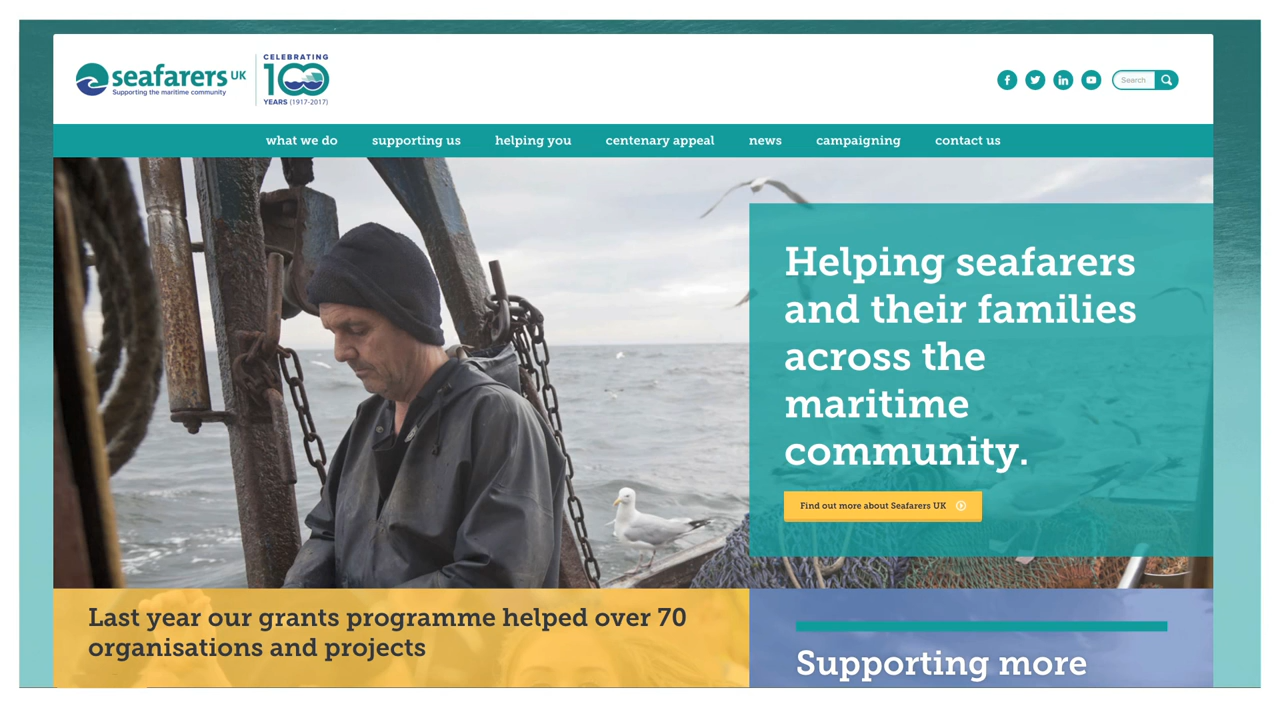 seafarers UK
Supporting the maritime community
CELEBRATING
100
YEARS (1917-2017)
Search
what we do
supporting us
helping you
centenary appeal
news
campaigning
contact us
Helping seafarers
and their families
across the
maritime
community.
Find out more about Seafarers UK
Last year our grants programme helped over 70
organisations and projects
Supporting more